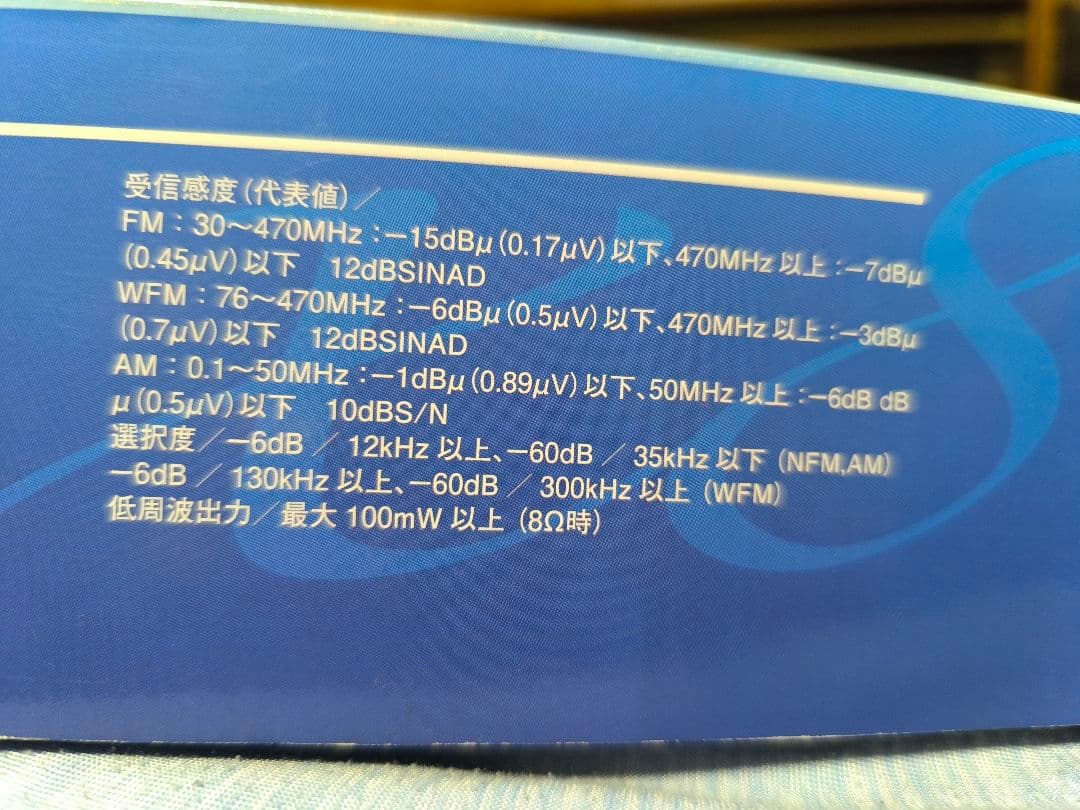 受信感度(代表値)/
FM：30〜470MHz：−15dBμ(0.17μV)以下、470MHz以上：−7dBμ
(0.45μV)以下　12dBSINAD
WFM：76〜470MHz：−6dBμ(0.5μV)以下、470MHz以上：−3dBμ
(0.7μV)以下　12dBSINAD
AM：0.1〜50MHz：−1dBμ(0.89μV)以下、50MHz以上：−6dB dB
μ(0.5μV)以下　10dBS/N
選択度/−6dB / 12kHz以上、−60dB / 35kHz以下 (NFM,AM)
−6dB / 130kHz以上、−60dB / 300kHz以上 (WFM)
低周波出力/最大100mW以上 (8Ω時)